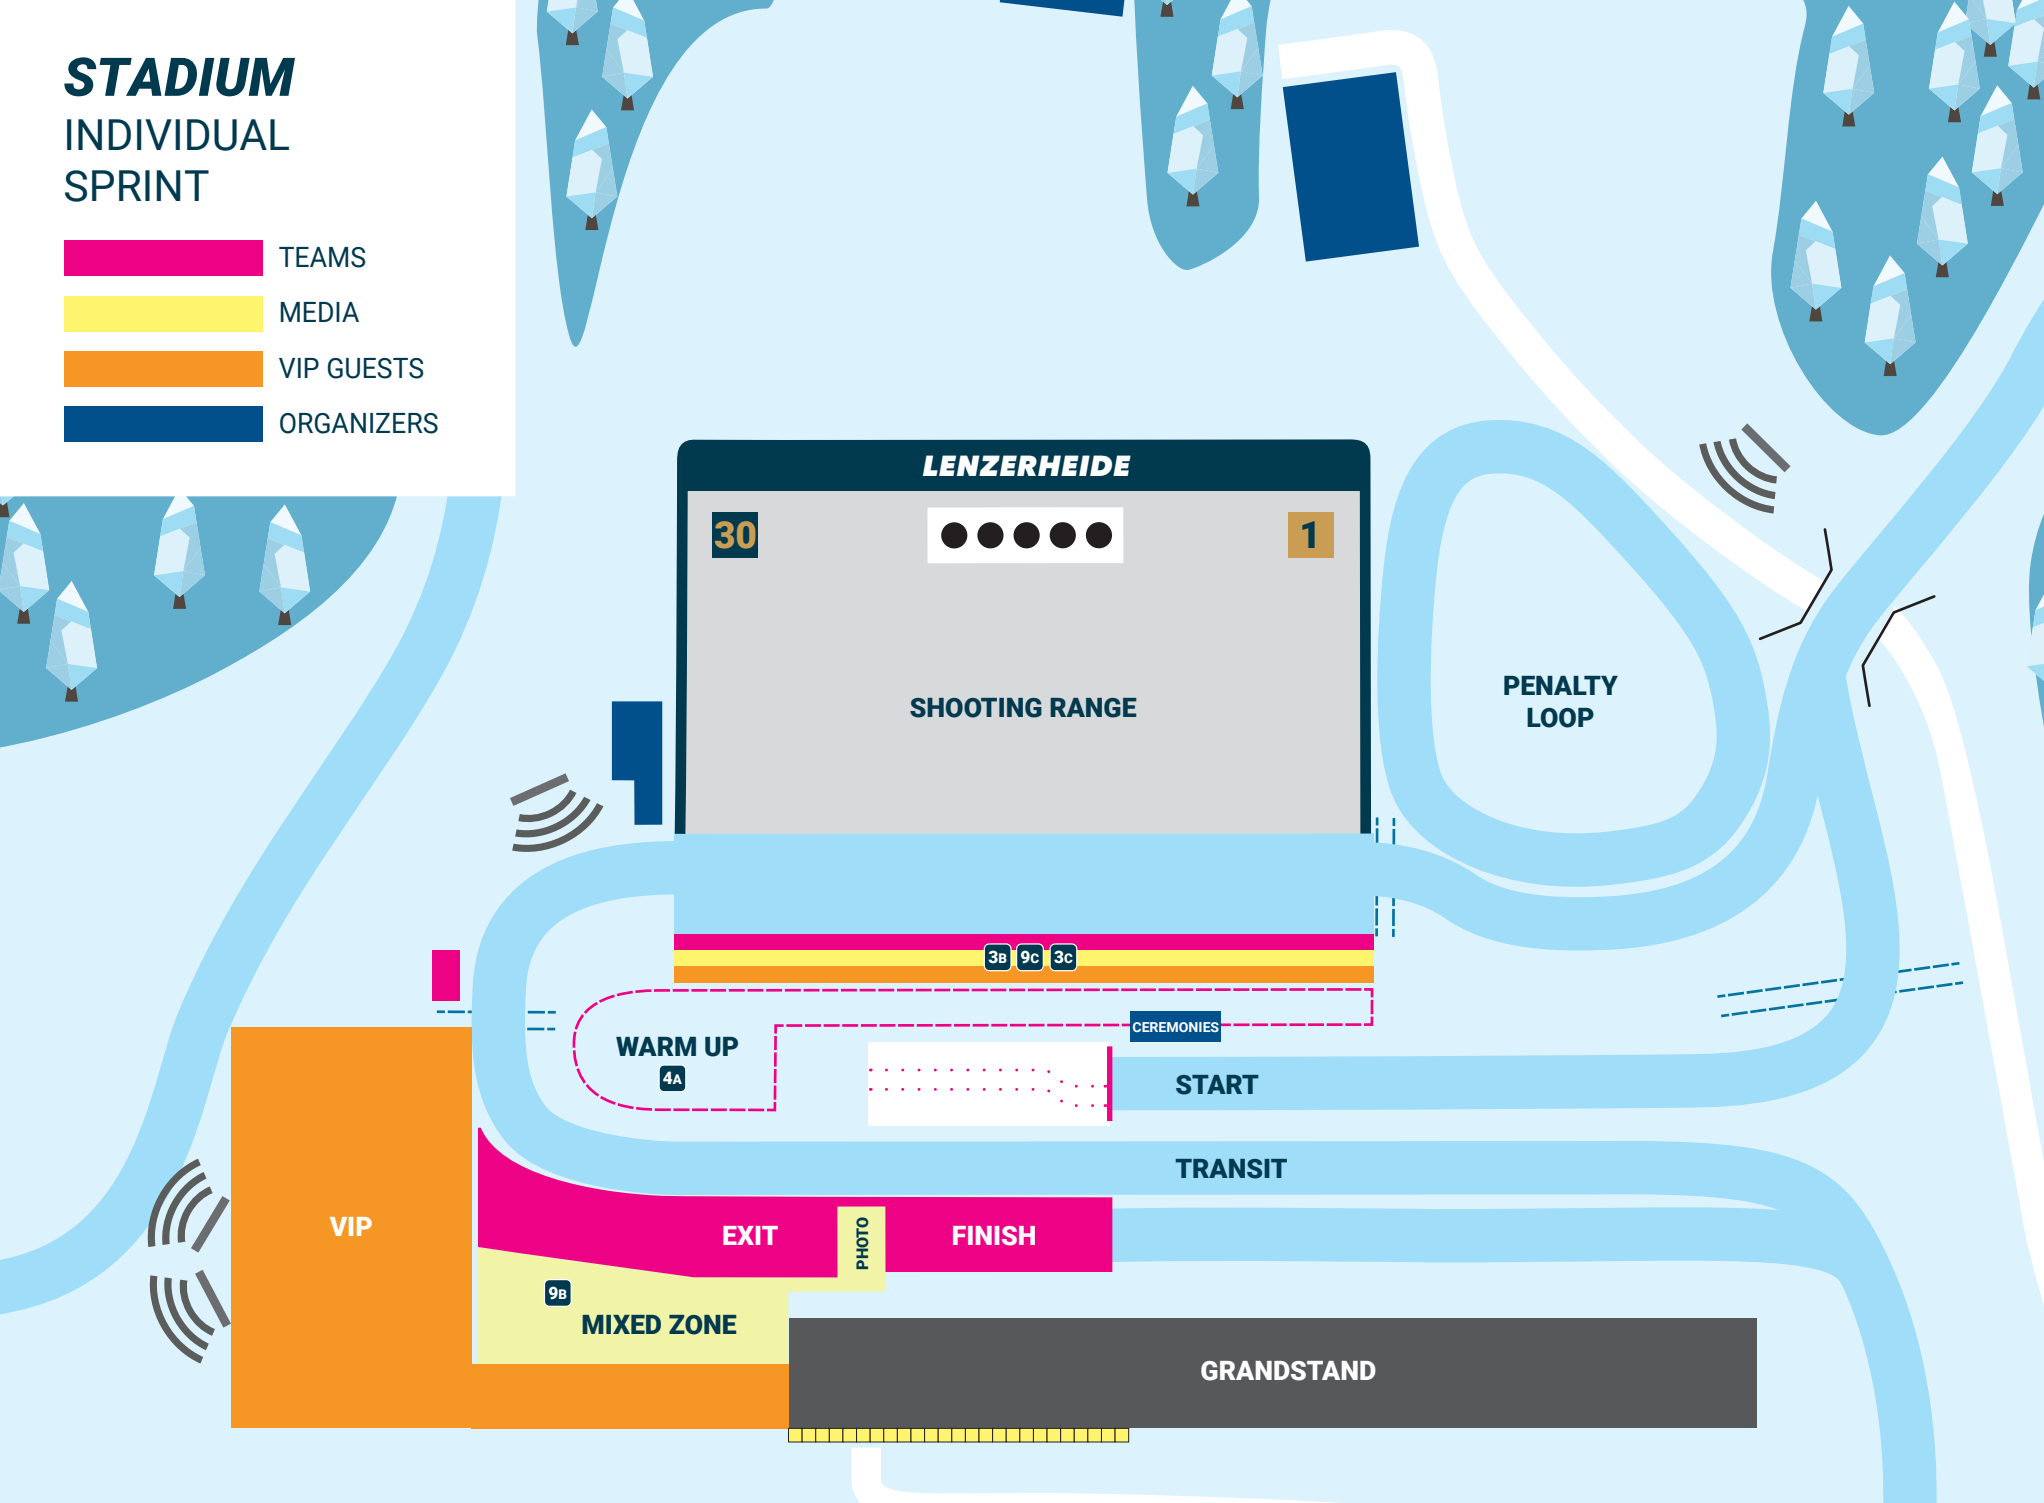 STADIUM
INDIVIDUAL
SPRINT
TEAMS
MEDIA
VIP GUESTS
ORGANIZERS
LENZERHEIDE
30
1
SHOOTING RANGE
PENALTY
LOOP
3B 9C 3C
CEREMONIES
WARM UP
4A
START
TRANSIT
VIP
EXIT
PHOTO
FINISH
9B
MIXED ZONE
GRANDSTAND